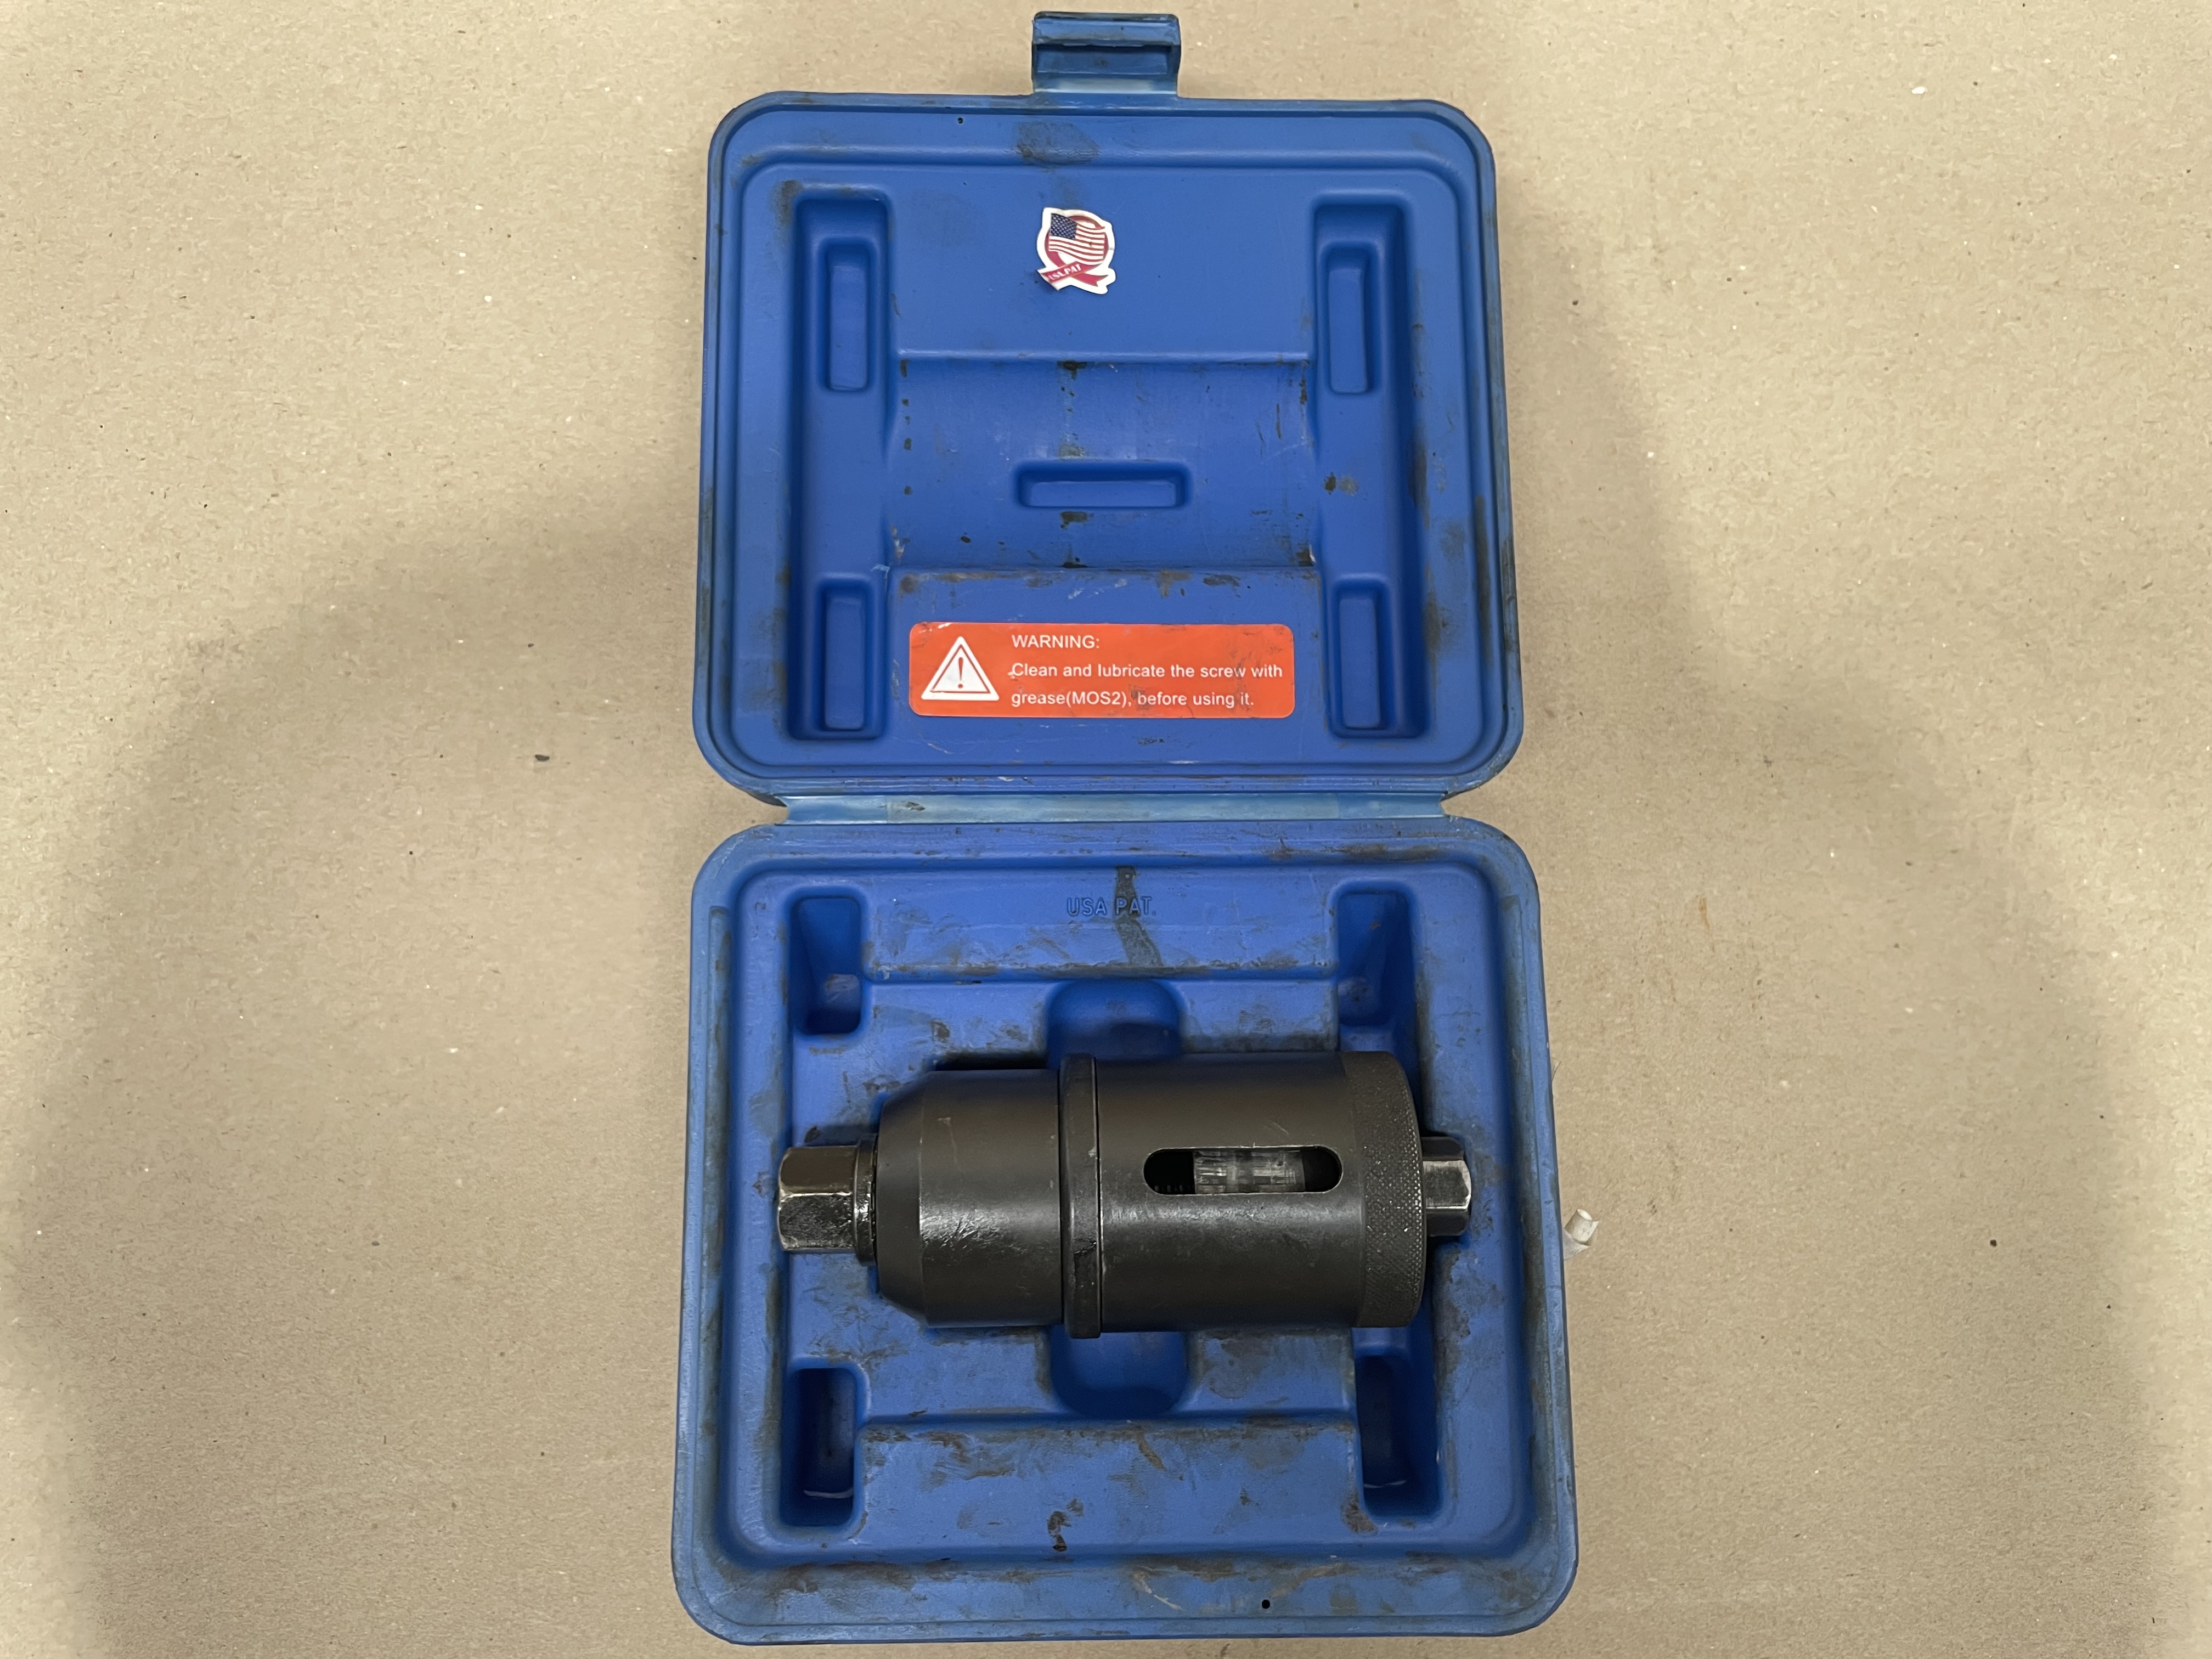 USA.PAT
WARNING:
Clean and lubricate the screw with
grease(MOS2), before using it.
USA PAT.